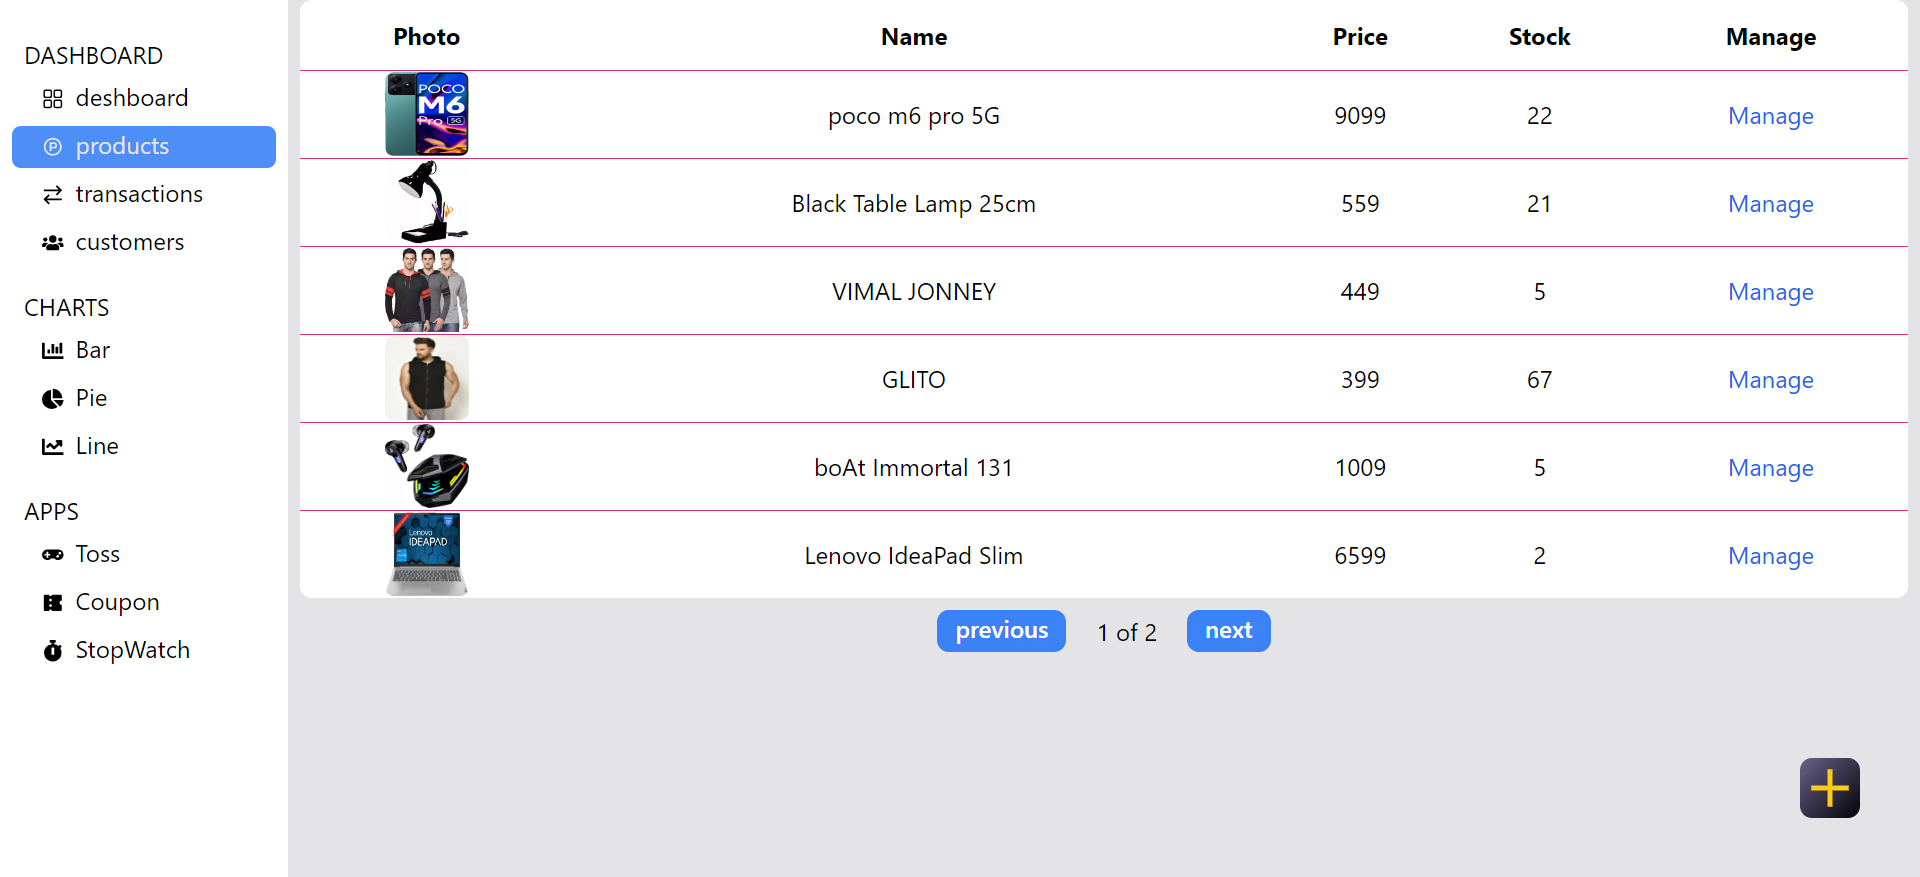 DASHBOARD
deshboard
products
transactions
customers
CHARTS
Bar
Pie
Line
APPS
Toss
Coupon
StopWatch
Photo Name Price Stock Manage
POCO
M6
Pro 5G
poco m6 pro 5G 9099 22 Manage
Black Table Lamp 25cm 559 21 Manage
VIMAL JONNEY 449 5 Manage
GLITO 399 67 Manage
boAt Immortal 131 1009 5 Manage
Lenovo
IDEAPAD
Lenovo IdeaPad Slim 6599 2 Manage
previous 1 of 2 next